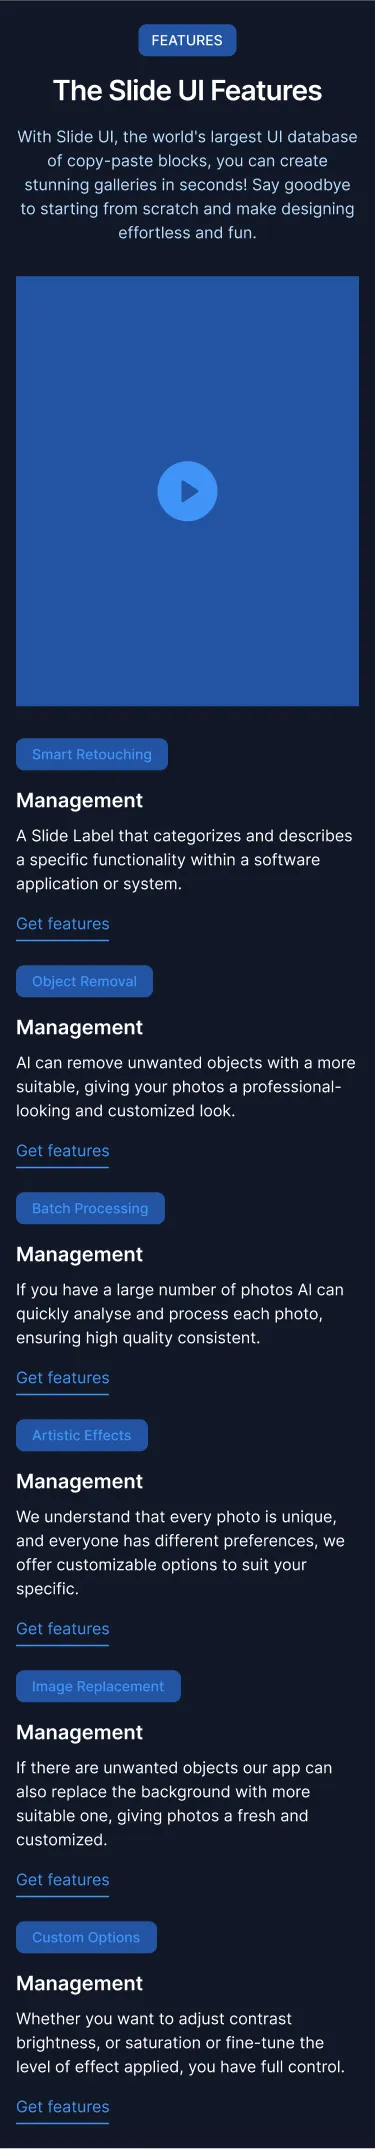 FEATURES
The Slide UI Features
With Slide UI, the world's largest UI database
of copy-paste blocks, you can create
stunning galleries in seconds! Say goodbye
to starting from scratch and make designing
effortless and fun.
Smart Retouching
Management
A Slide Label that categorizes and describes
a specific functionality within a software
application or system.
Get features
Object Removal
Management
AI can remove unwanted objects with a more
suitable, giving your photos a professional-
looking and customized look.
Get features
Batch Processing
Management
If you have a large number of photos AI can
quickly analyse and process each photo,
ensuring high quality consistent.
Get features
Artistic Effects
Management
We understand that every photo is unique,
and everyone has different preferences, we
offer customizable options to suit your
specific.
Get features
Image Replacement
Management
If there are unwanted objects our app can
also replace the background with more
suitable one, giving photos a fresh and
customized.
Get features
Custom Options
Management
Whether you want to adjust contrast
brightness, or saturation or fine-tune the
level of effect applied, you have full control.
Get features